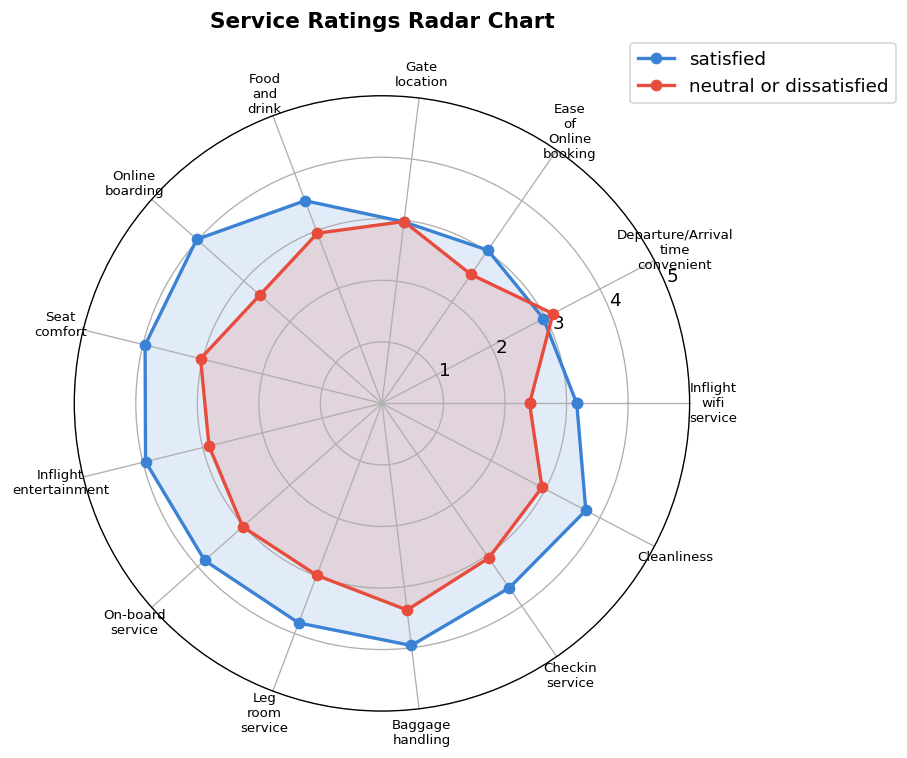 Service Ratings Radar Chart
satisfied
neutral or dissatisfied
Gate
location
Food
and
drink
Ease
of
Online
booking
Online
boarding
Departure/Arrival
time
convenient
5
4
3
2
1
Seat
comfort
Inflight
wifi
service
Inflight
entertainment
Cleanliness
On-board
service
Checkin
service
Leg
room
service
Baggage
handling